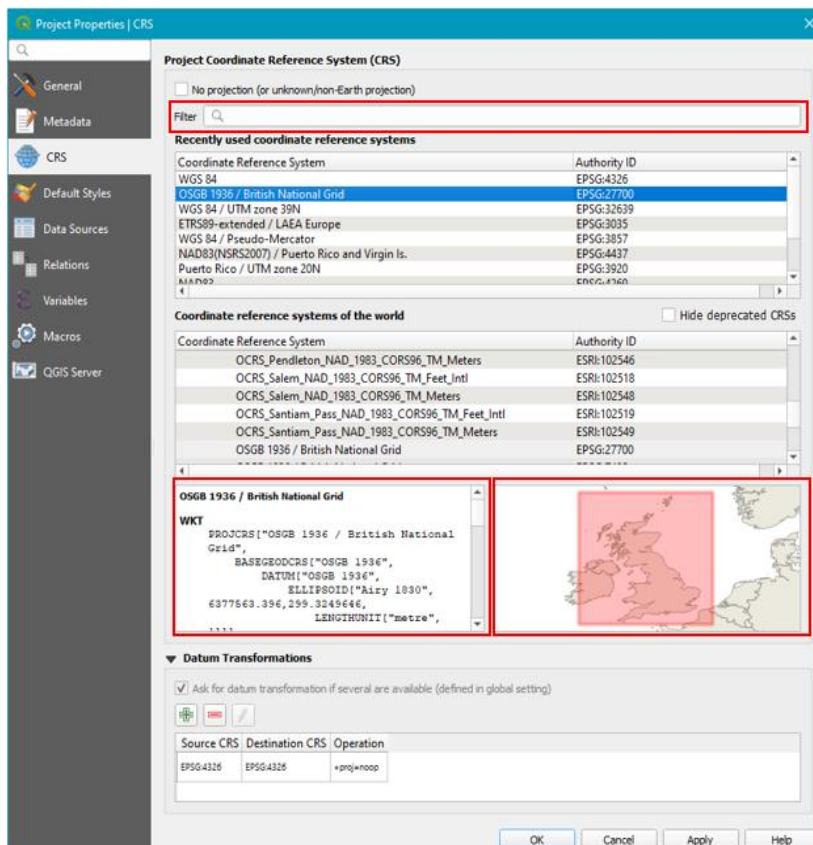 Project Properties | CRS
General
Metadata
CRS
Default Styles
Data Sources
Relations
Variables
Macros
QGIS Server
Project Coordinate Reference System (CRS)
No projection (or unknown/non-Earth projection)
Filter
Recently used coordinate reference systems
Coordinate Reference System Authority ID
WGS 84 EPSG:4326
OSGB 1936 / British National Grid EPSG:27700
WGS 84 / UTM zone 39N EPSG:32639
ETRS89-extended / LAEA Europe EPSG:3035
WGS 84 / Pseudo-Mercator EPSG:3857
NAD83(NSRS2007) / Puerto Rico and Virgin Is. EPSG:4437
Puerto Rico / UTM zone 20N EPSG:3920
NAD83
Coordinate reference systems of the world Hide deprecated CRSs
Coordinate Reference System Authority ID
OCRS_Pendleton_NAD_1983_CORS96_TM_Meters ESRI:102546
OCRS_Salem_NAD_1983_CORS96_TM_Feet_Intl ESRI:102518
OCRS_Salem_NAD_1983_CORS96_TM_Meters ESRI:102548
OCRS_Santiam_Pass_NAD_1983_CORS96_TM_Feet_Intl ESRI:102519
OCRS_Santiam_Pass_NAD_1983_CORS96_TM_Meters ESRI:102549
OSGB 1936 / British National Grid EPSG:27700
OSGB 1936 / British National Grid
WKT
PROJCRS["OSGB 1936 / British National
Grid",
BASEGEODCRS["OSGB 1936",
DATUM["OSGB 1936",
ELLIPSOID["Airy 1830",
6377563.396,299.3249646,
LENGTHUNIT["metre",
Datum Transformations
Ask for datum transformation if several are available (defined in global setting)
Source CRS Destination CRS Operation
EPSG:4326 EPSG:4326 +proj=noop
OK Cancel Apply Help